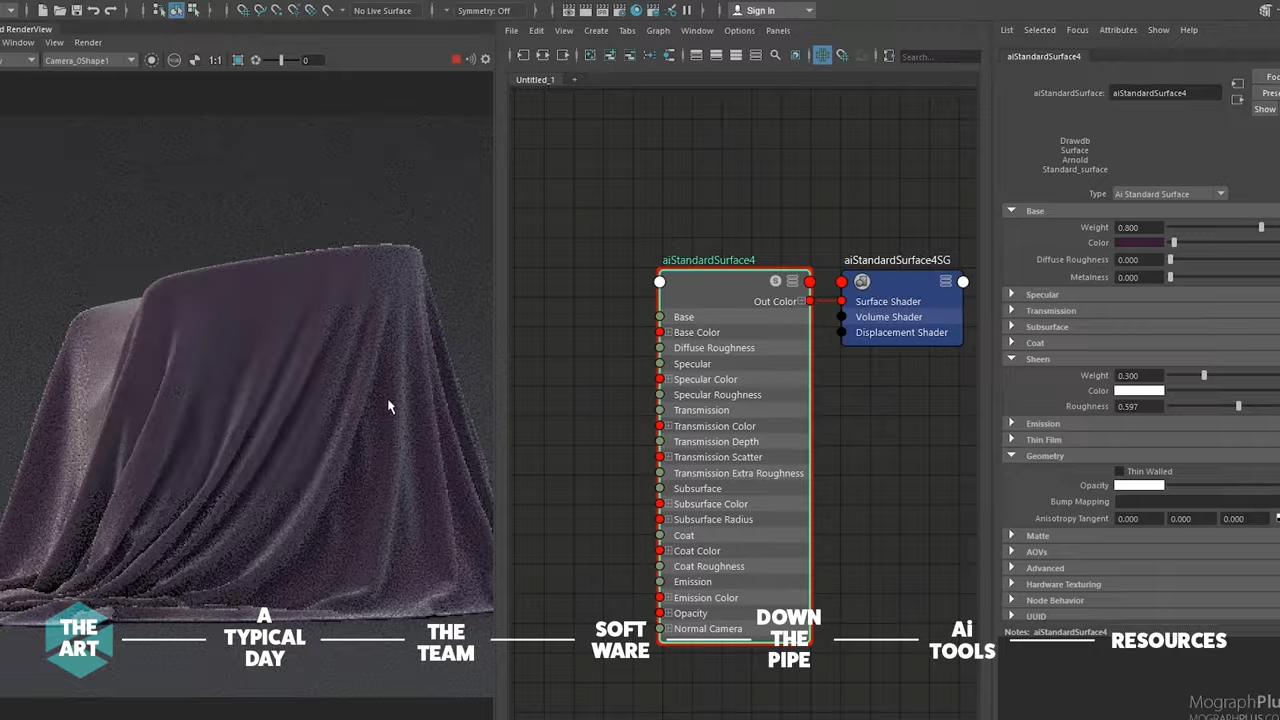 No Live Surface
Symmetry: Off
Sign In
RenderView
Window View Render
Camera_0Shape1
1:1
0
File Edit View Create Tabs Graph Window Options Panels
Search...
Untitled_1
+
aiStandardSurface4
S
Out Color
Base
Base Color
Diffuse Roughness
Specular
Specular Color
Specular Roughness
Transmission
Transmission Color
Transmission Depth
Transmission Scatter
Transmission Extra Roughness
Subsurface
Subsurface Color
Subsurface Radius
Coat
Coat Color
Coat Roughness
Emission
Emission Color
Opacity
Normal Camera
aiStandardSurface4SG
Surface Shader
Volume Shader
Displacement Shader
List Selected Focus Attributes Show Help
aiStandardSurface4
aiStandardSurface: aiStandardSurface4
Show
Drawdb
Surface
Arnold
Standard_surface
Type Ai Standard Surface
Base
Weight 0.800
Color
Diffuse Roughness 0.000
Metalness 0.000
Specular
Transmission
Subsurface
Coat
Sheen
Weight 0.300
Color
Roughness 0.597
Emission
Thin Film
Geometry
Thin Walled
Opacity
Bump Mapping
Anisotropy Tangent 0.000 0.000 0.000
Matte
AOVs
Advanced
Hardware Texturing
Node Behavior
UUID
Notes: aiStandardSurface4
THE
ART
A
TYPICAL
DAY
THE
TEAM
SOFT
WARE
DOWN
THE
PIPE
Ai
TOOLS
RESOURCES